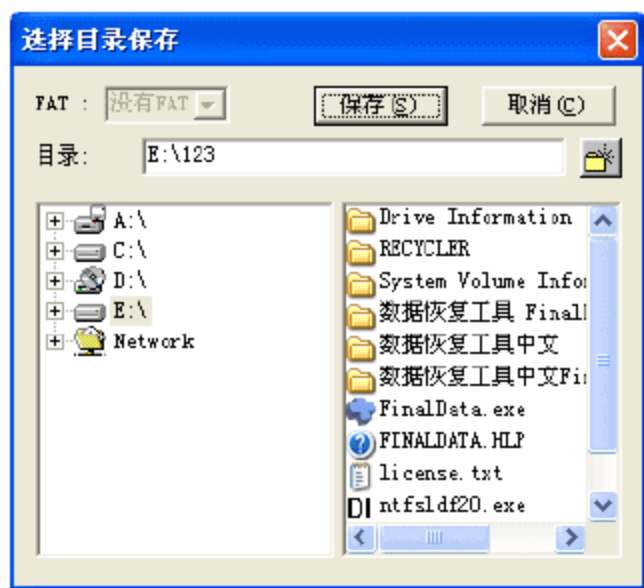 选择目录保存
FAT : 没有FAT 保存(S) 取消(C)
目录: E:\123
A:\
C:\
D:\
E:\
Network
Drive Information
RECYCLER
System Volume Infor
数据恢复工具 Final
数据恢复工具中文
数据恢复工具中文Fi
FinalData.exe
FINALDATA.HLP
license.txt
ntfsldf20.exe